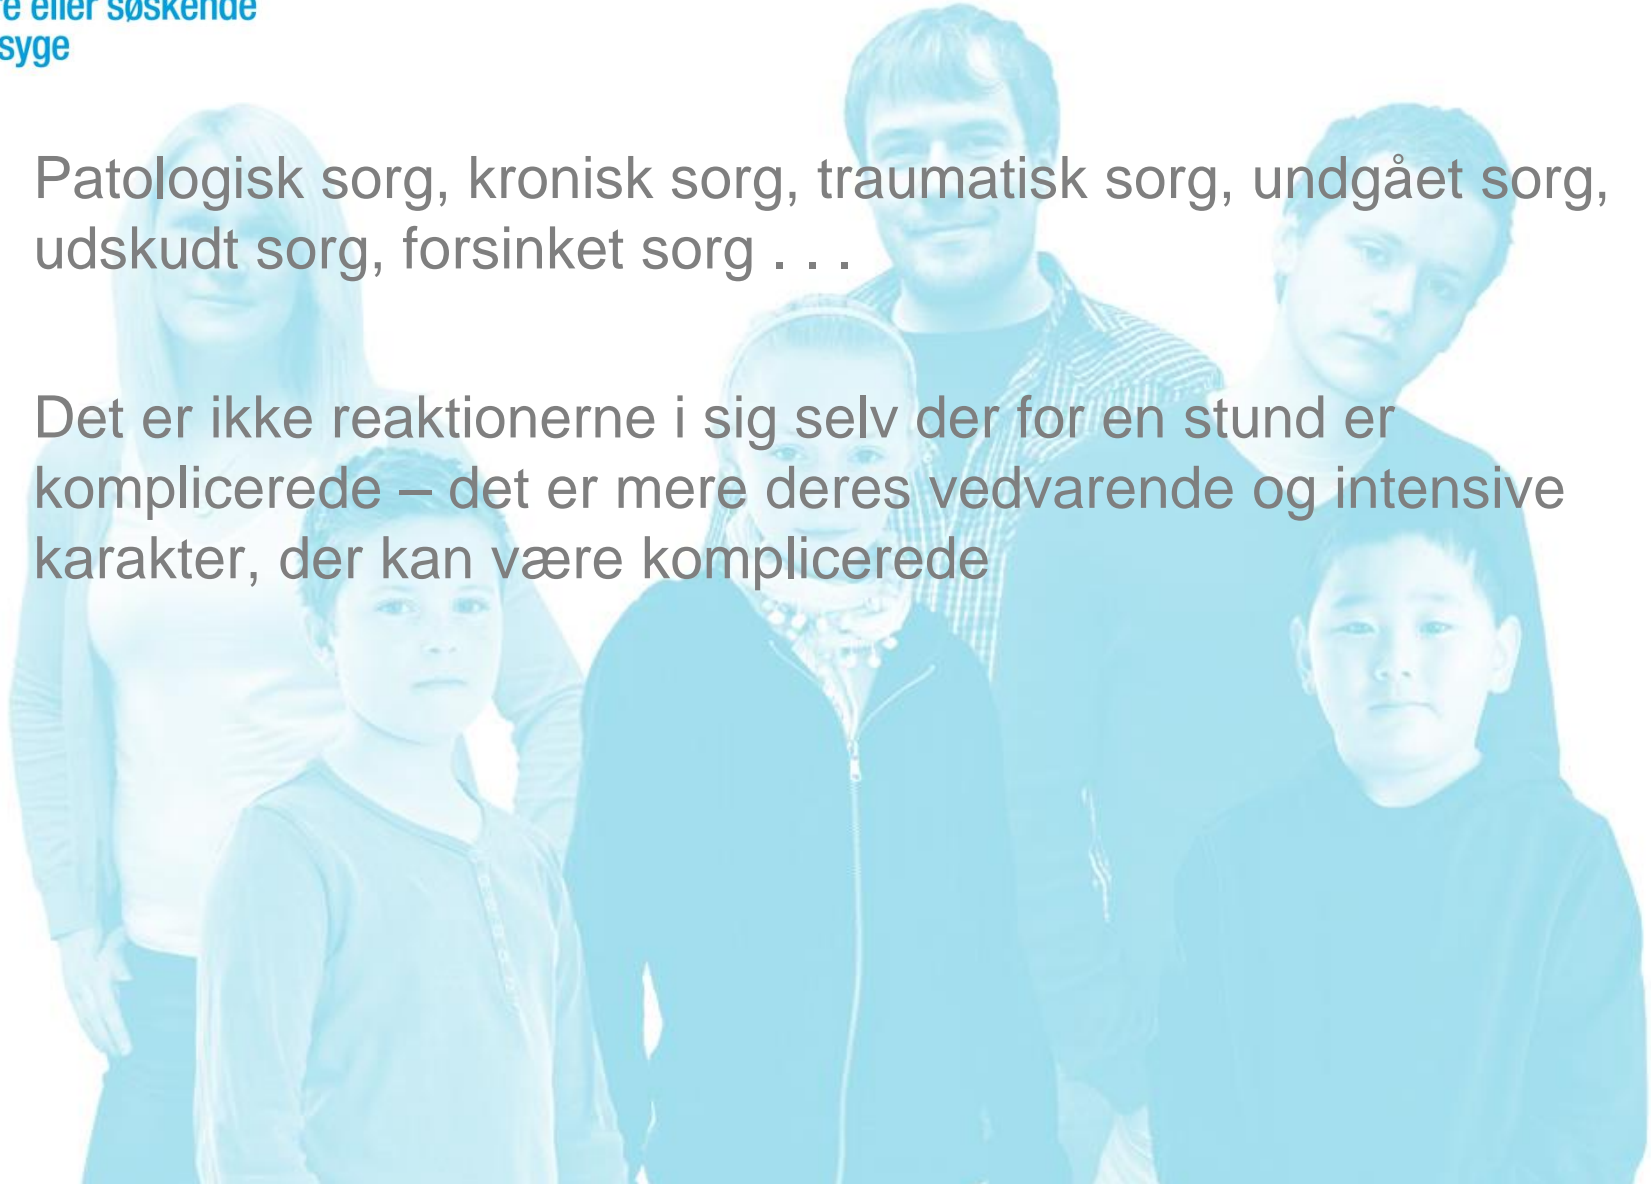 eller søskende
syge
Patologisk sorg, kronisk sorg, traumatisk sorg, undgået sorg,
udskudt sorg, forsinket sorg . . .
Det er ikke reaktionerne i sig selv der for en stund er
komplicerede – det er mere deres vedvarende og intensive
karakter, der kan være komplicerede